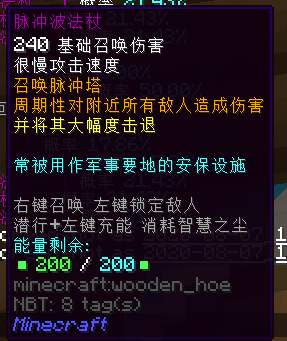 脉冲波法杖
240 基础召唤伤害
很慢攻击速度
召唤脉冲塔
周期性对附近所有敌人造成伤害
并将其大幅度击退
常被用作军事要地的安保设施
右键召唤 左键锁定敌人
潜行+左键充能 消耗智慧之尘
能量剩余:
■ 200 / 200 ■
minecraft:wooden_hoe
NBT: 8 tag(s)
Minecraft